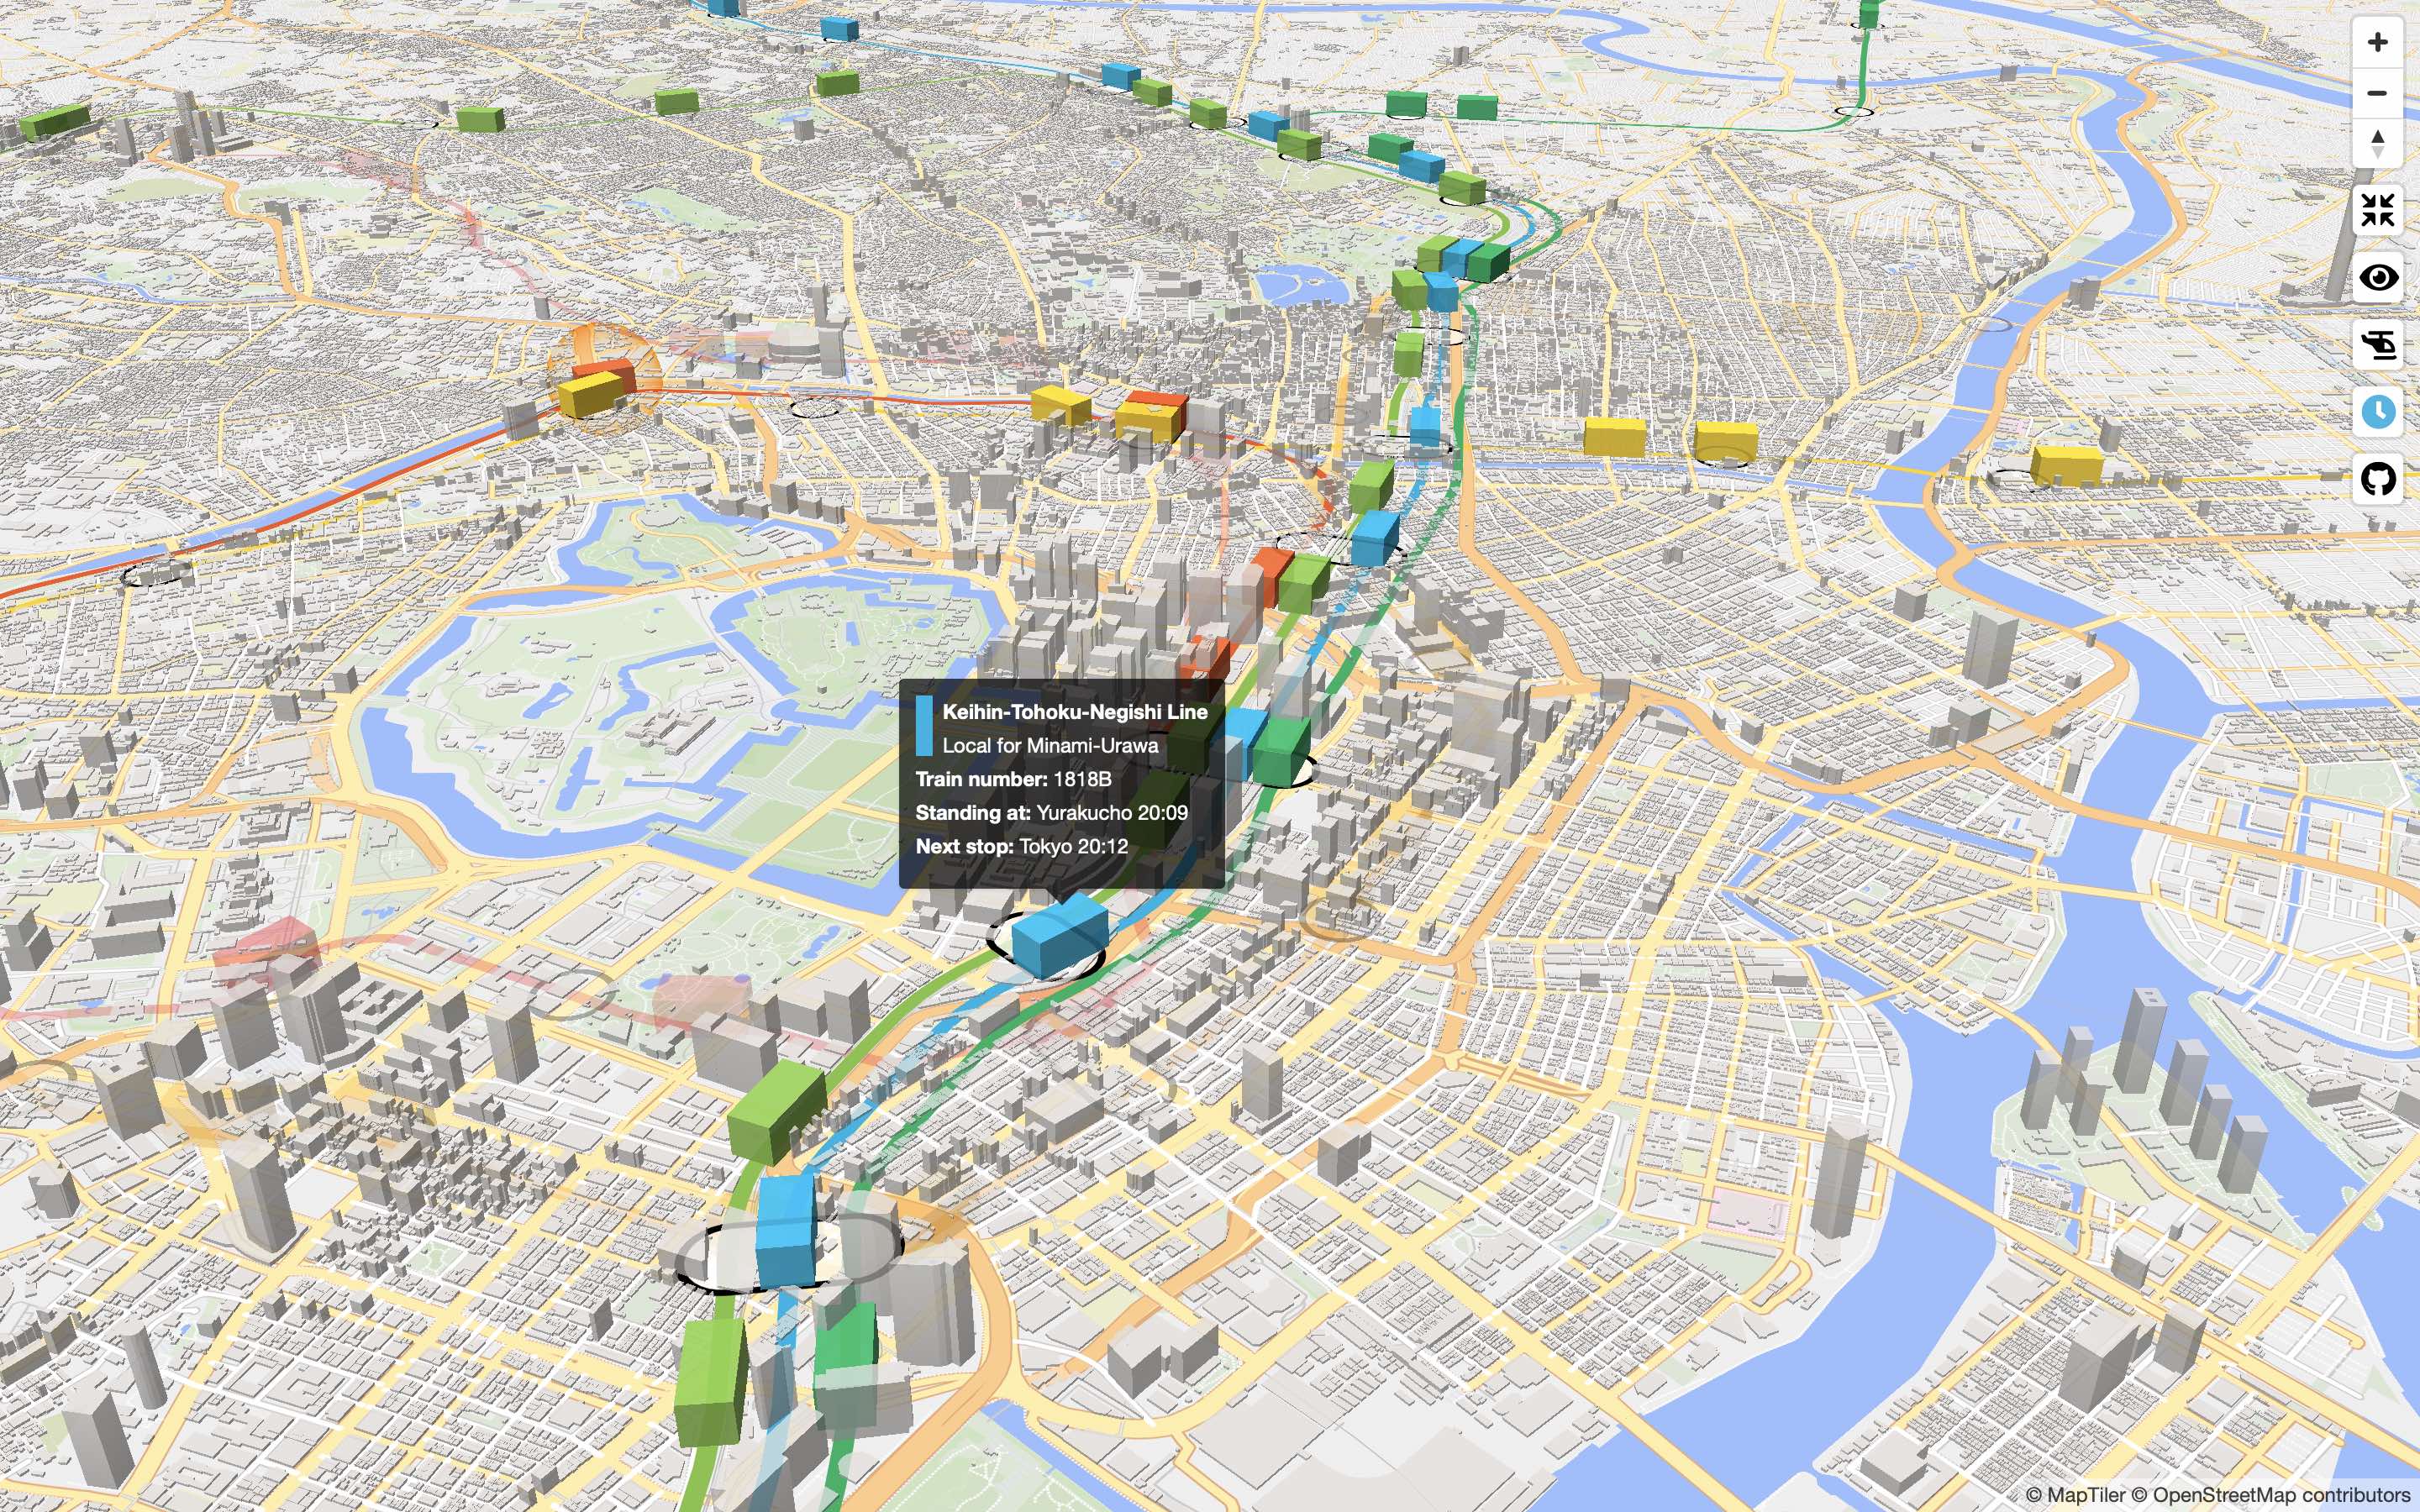 Keihin-Tohoku-Negishi Line
Local for Minami-Urawa
Train number: 1818B
Standing at: Yurakucho 20:09
Next stop: Tokyo 20:12
© MapTiler © OpenStreetMap contributors